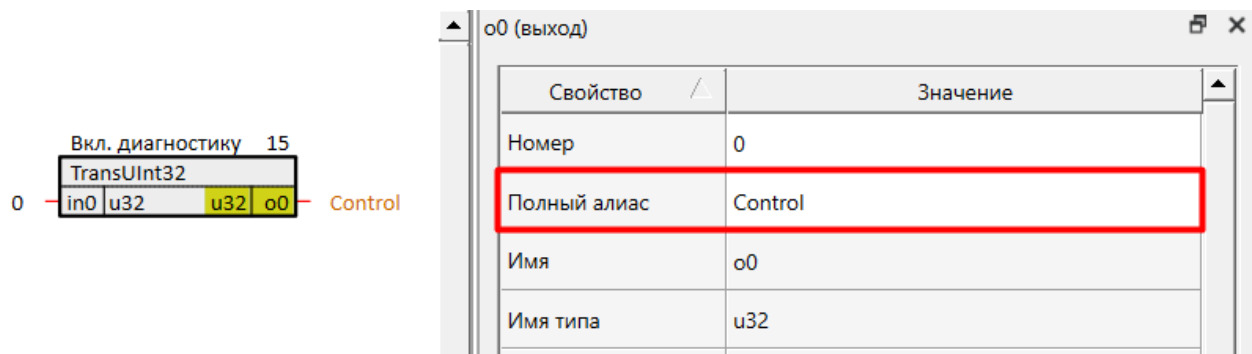 Вкл. диагностику 15
TransUInt32
0 in0 u32 u32 o0 Control
o0 (выход)
Свойство Значение
Номер 0
Полный алиас Control
Имя o0
Имя типа u32